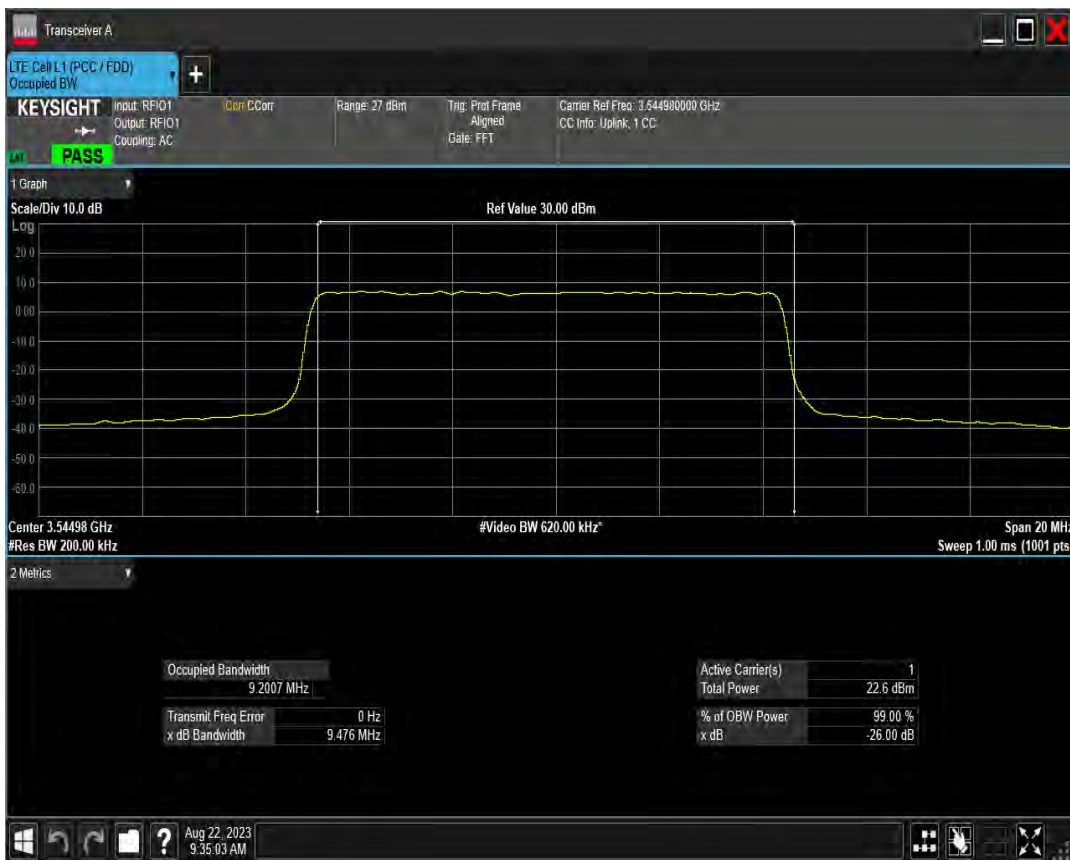 Transceiver A
LTE Cell L1 (PCC / FDD)
Occupied BW
+
KEYSIGHT
PASS
Input: RFIO1
Output: RFIO1
Coupling: AC
Corr CCorr
Range: 27 dBm
Trig: Prot Frame
Aligned
Gate: FFT
Carrier Ref Freq: 3.544980000 GHz
CC Info: Uplink, 1 CC
1 Graph
Scale/Div 10.0 dB
Ref Value 30.00 dBm
Log
20.0
10.0
0.00
-10.0
-20.0
-30.0
-40.0
-50.0
-60.0
Center 3.54498 GHz
#Video BW 620.00 kHz*
Span 20 MHz
#Res BW 200.00 kHz
Sweep 1.00 ms (1001 pts
2 Metrics
Occupied Bandwidth
9.2007 MHz
Transmit Freq Error 0 Hz
x dB Bandwidth 9.476 MHz
Active Carrier(s) 1
Total Power 22.6 dBm
% of OBW Power 99.00 %
x dB -26.00 dB
?
Aug 22, 2023
9:35:03 AM